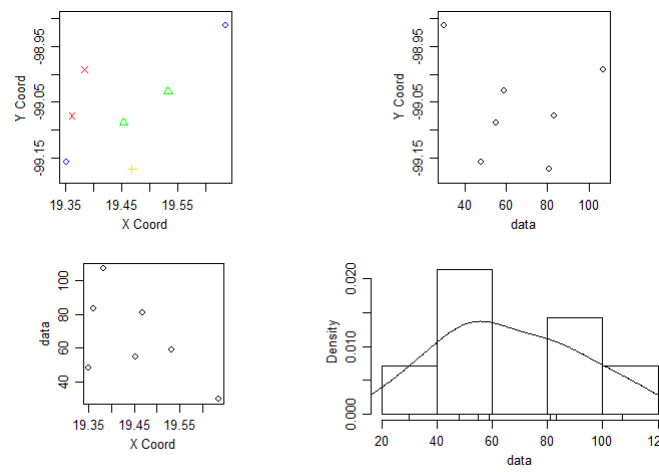 Y Coord
-98.95
-99.05
-99.15
19.35 19.45 19.55
X Coord
Y Coord
-98.95
-99.05
-99.15
40 60 80 100
data
data
100
80
60
40
19.35 19.45 19.55
X Coord
Density
0.020
0.010
0.000
20 40 60 80 100 120
data